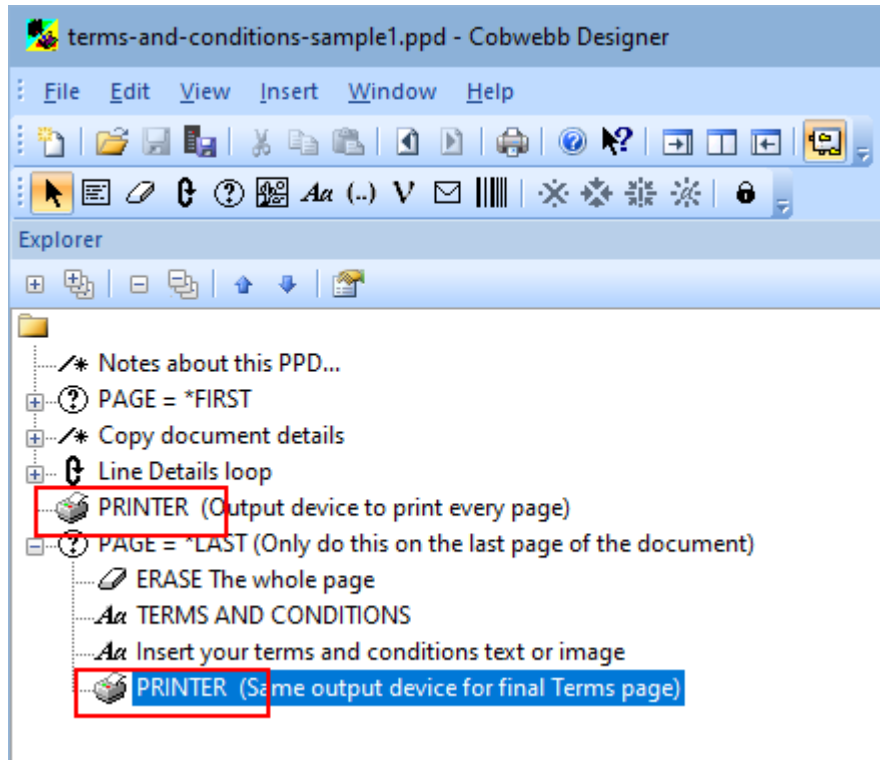 terms-and-conditions-sample1.ppd - Cobwebb Designer
File Edit View Insert Window Help
Aa (..) V
Explorer
/* Notes about this PPD...
PAGE = *FIRST
/* Copy document details
Line Details loop
PRINTER (Output device to print every page)
PAGE = *LAST (Only do this on the last page of the document)
ERASE The whole page
Aa TERMS AND CONDITIONS
Aa Insert your terms and conditions text or image
PRINTER (Same output device for final Terms page)